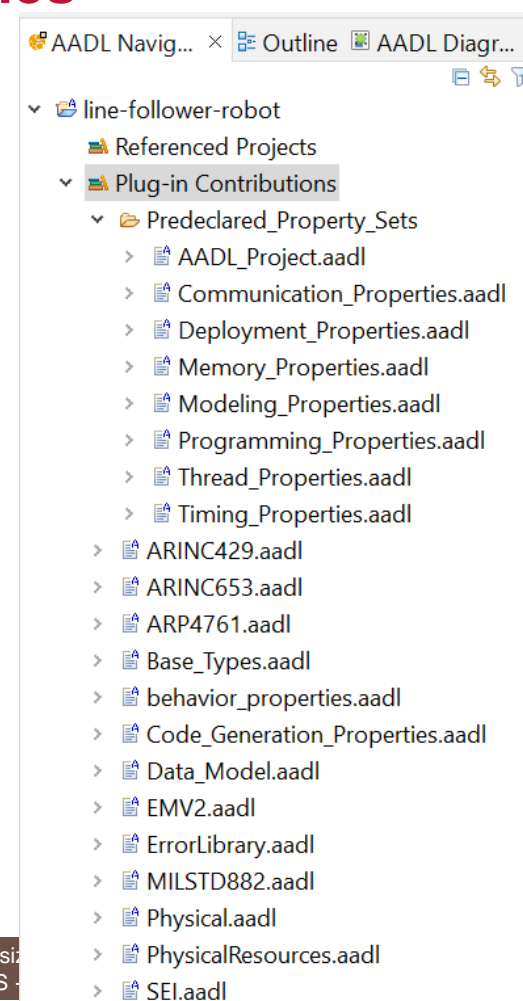 AADL Navig... × Outline AADL Diagr...
line-follower-robot
Referenced Projects
Plug-in Contributions
Predeclared_Property_Sets
AADL_Project.aadl
Communication_Properties.aadl
Deployment_Properties.aadl
Memory_Properties.aadl
Modeling_Properties.aadl
Programming_Properties.aadl
Thread_Properties.aadl
Timing_Properties.aadl
ARINC429.aadl
ARINC653.aadl
ARP4761.aadl
Base_Types.aadl
behavior_properties.aadl
Code_Generation_Properties.aadl
Data_Model.aadl
EMV2.aadl
ErrorLibrary.aadl
MILSTD882.aadl
Physical.aadl
PhysicalResources.aadl
SEI.aadl